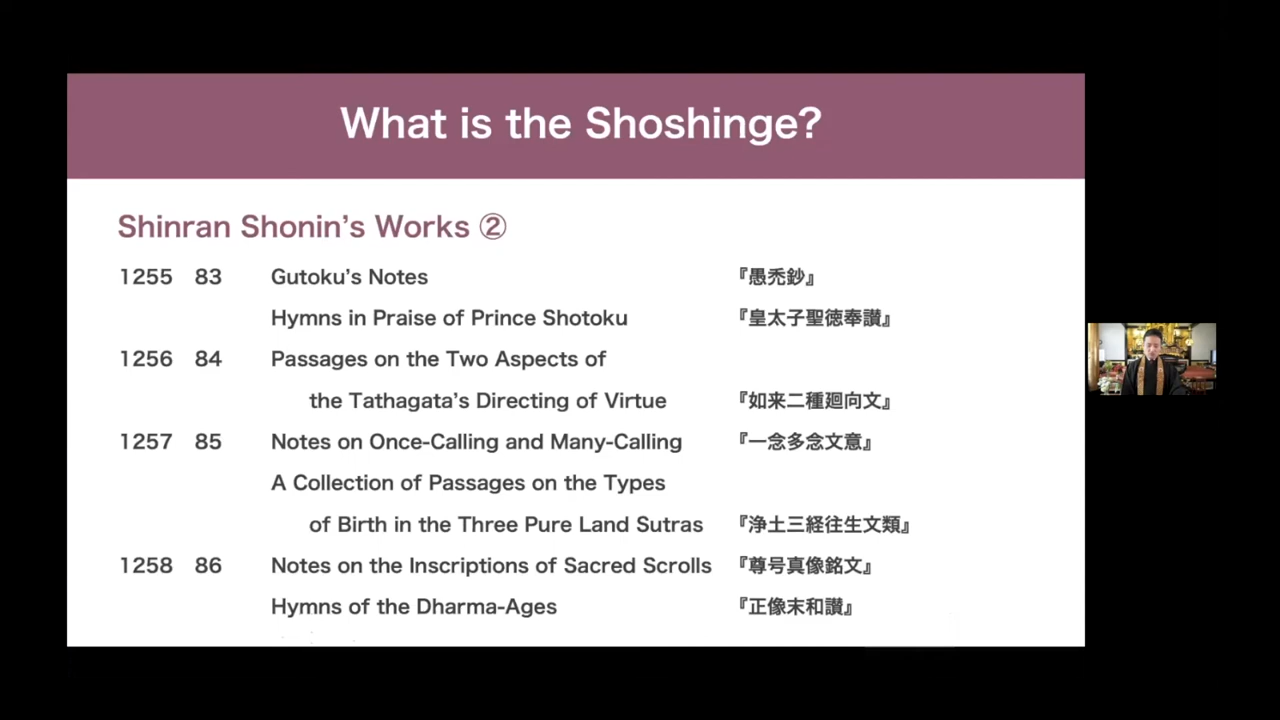 What is the Shoshinge?
Shinran Shonin's Works ②
1255 83 Gutoku's Notes 『愚禿鈔』
Hymns in Praise of Prince Shotoku 『皇太子聖徳奉讃』
1256 84 Passages on the Two Aspects of
the Tathagata's Directing of Virtue 『如来二種廻向文』
1257 85 Notes on Once-Calling and Many-Calling 『一念多念文意』
A Collection of Passages on the Types
of Birth in the Three Pure Land Sutras 『浄土三経往生文類』
1258 86 Notes on the Inscriptions of Sacred Scrolls 『尊号真像銘文』
Hymns of the Dharma-Ages 『正像末和讃』